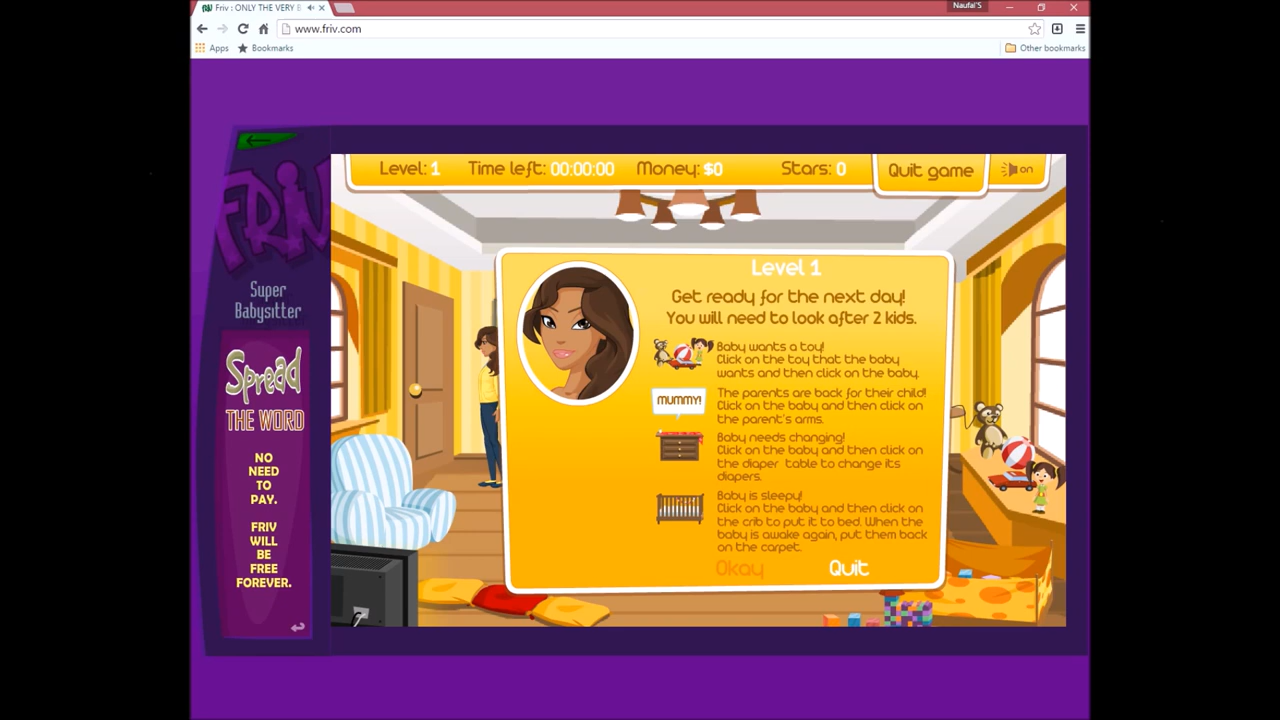 Friv : ONLY THE VERY B
Naufal'S
www.friv.com
Apps
Bookmarks
Other bookmarks
FRIV
Super
Babysitter
Spread
THE WORD
NO
NEED
TO
PAY.
FRIV
WILL
BE
FREE
FOREVER.
Level: 1
Time left: 00:00:00
Money: $0
Stars: 0
Quit game
on
Level 1
Get ready for the next day!
You will need to look after 2 kids.
Baby wants a toy!
Click on the toy that the baby
wants and then click on the baby.
MUMMY!
The parents are back for their child!
Click on the baby and then click on
the parent's arms.
Baby needs changing!
Click on the baby and then click on
the diaper table to change its
diapers.
Baby is sleepy!
Click on the baby and then click on
the crib to put it to bed. When the
baby is awake again, put them back
on the carpet.
Okay
Quit